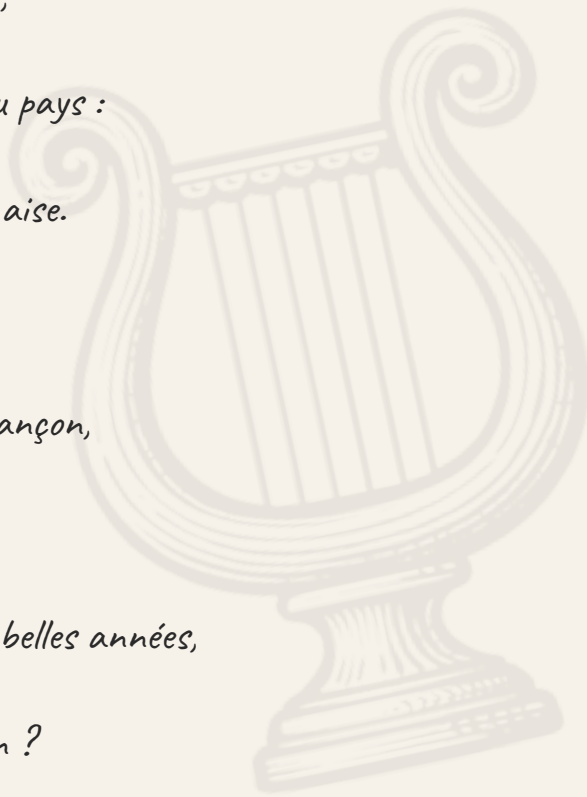 pays :
aise.
ançon,
belles années,
?